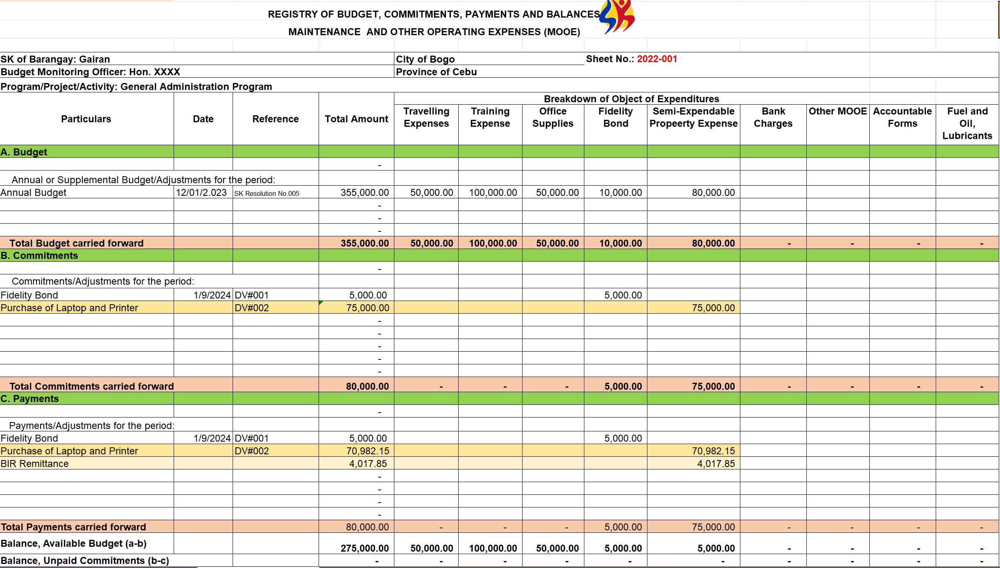 REGISTRY OF BUDGET, COMMITMENTS, PAYMENTS AND BALANCES
MAINTENANCE  AND OTHER OPERATING EXPENSES (MOOE)
SK of Barangay: Gairan City of Bogo Sheet No.: 2022-001
Budget Monitoring Officer: Hon. XXXX Province of Cebu
Program/Project/Activity: General Administration Program
Breakdown of Object of Expenditures
Particulars Date Reference Total Amount Travelling Expenses Training Expense Office Supplies Fidelity Bond Semi-Expendable Propeerty Expense Bank Charges Other MOOE Accountable Forms Fuel and Oil, Lubricants
A. Budget
-
Annual or Supplemental Budget/Adjustments for the period:
Annual Budget 12/01/2.023 SK Resolution No.005 355,000.00 50,000.00 100,000.00 50,000.00 10,000.00 80,000.00
-
-
-
Total Budget carried forward 355,000.00 50,000.00 100,000.00 50,000.00 10,000.00 80,000.00 - - - -
B. Commitments
-
Commitments/Adjustments for the period:
Fidelity Bond 1/9/2024 DV#001 5,000.00 5,000.00
Purchase of Laptop and Printer DV#002 75,000.00 75,000.00
-
-
-
-
-
Total Commitments carried forward 80,000.00 - - - 5,000.00 75,000.00 - - - -
C. Payments
-
Payments/Adjustments for the period:
Fidelity Bond 1/9/2024 DV#001 5,000.00 5,000.00
Purchase of Laptop and Printer DV#002 70,982.15 70,982.15
BIR Remittance 4,017.85 4,017.85
-
-
-
-
Total Payments carried forward 80,000.00 - - - 5,000.00 75,000.00 - - - -
Balance, Available Budget (a-b) 275,000.00 50,000.00 100,000.00 50,000.00 5,000.00 5,000.00 - - - -
Balance, Unpaid Commitments (b-c) - - - - - - - - - -